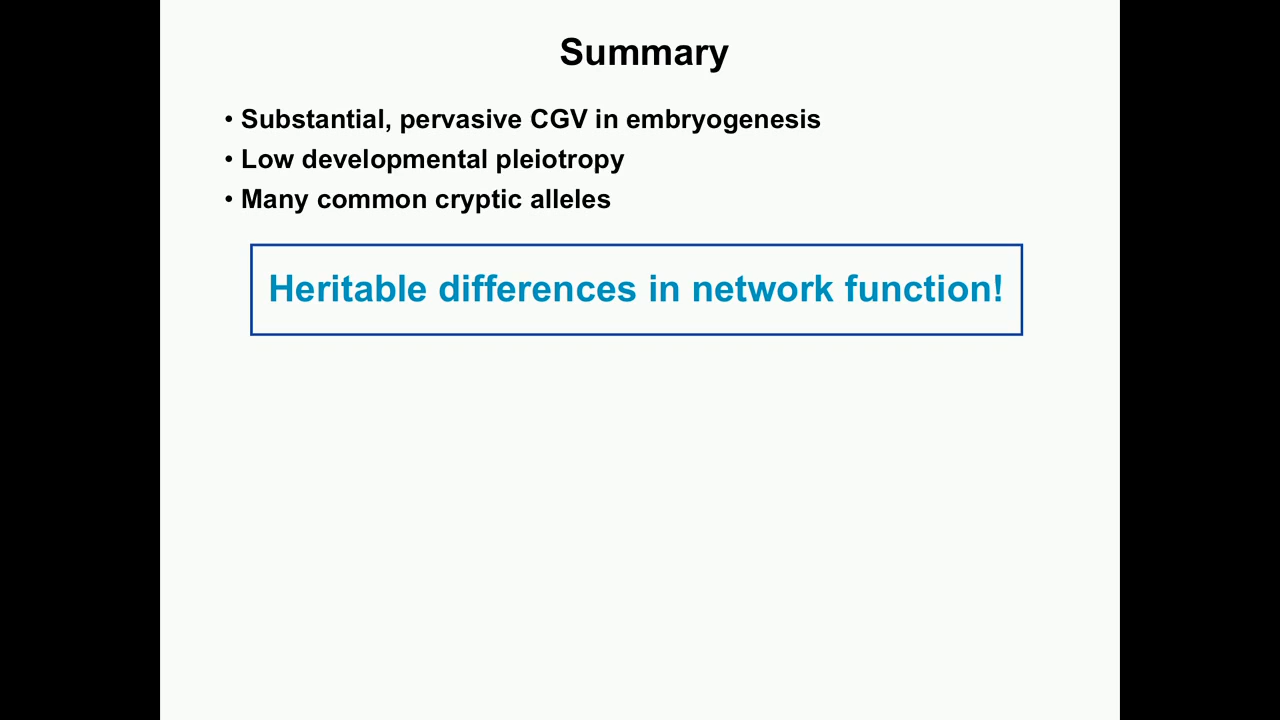 Summary
• Substantial, pervasive CGV in embryogenesis
• Low developmental pleiotropy
• Many common cryptic alleles
Heritable differences in network function!